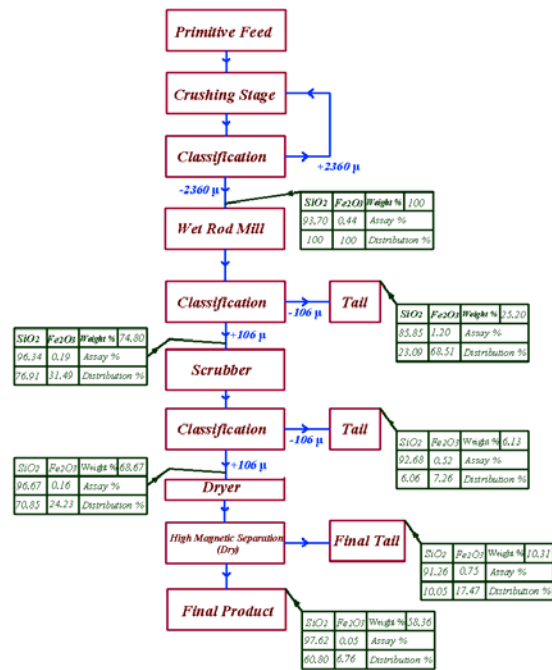 Primitive Feed
Crushing Stage
Classification
+2360 µ
-2360 µ
SiO2 Fe2O3 Weight % 100
93.70 0.44 Assay %
100 100 Distribution %
Wet Rod Mill
Classification
-106 µ
Tail
SiO2 Fe2O3 Weight % 25.20
85.85 1.20 Assay %
23.09 68.51 Distribution %
+106 µ
SiO2 Fe2O3 Weight % 74.80
96.34 0.19 Assay %
76.91 31.49 Distribution %
Scrubber
Classification
-106 µ
Tail
SiO2 Fe2O3 Weight % 6.13
92.68 0.52 Assay %
6.06 7.26 Distribution %
+106 µ
SiO2 Fe2O3 Weight % 68.67
96.67 0.16 Assay %
70.85 24.23 Distribution %
Dryer
High Magnetic Separation
(Dry)
Final Tail
SiO2 Fe2O3 Weight % 10.31
91.26 0.75 Assay %
10.05 17.47 Distribution %
Final Product
SiO2 Fe2O3 Weight % 58.36
97.62 0.05 Assay %
60.80 6.76 Distribution %